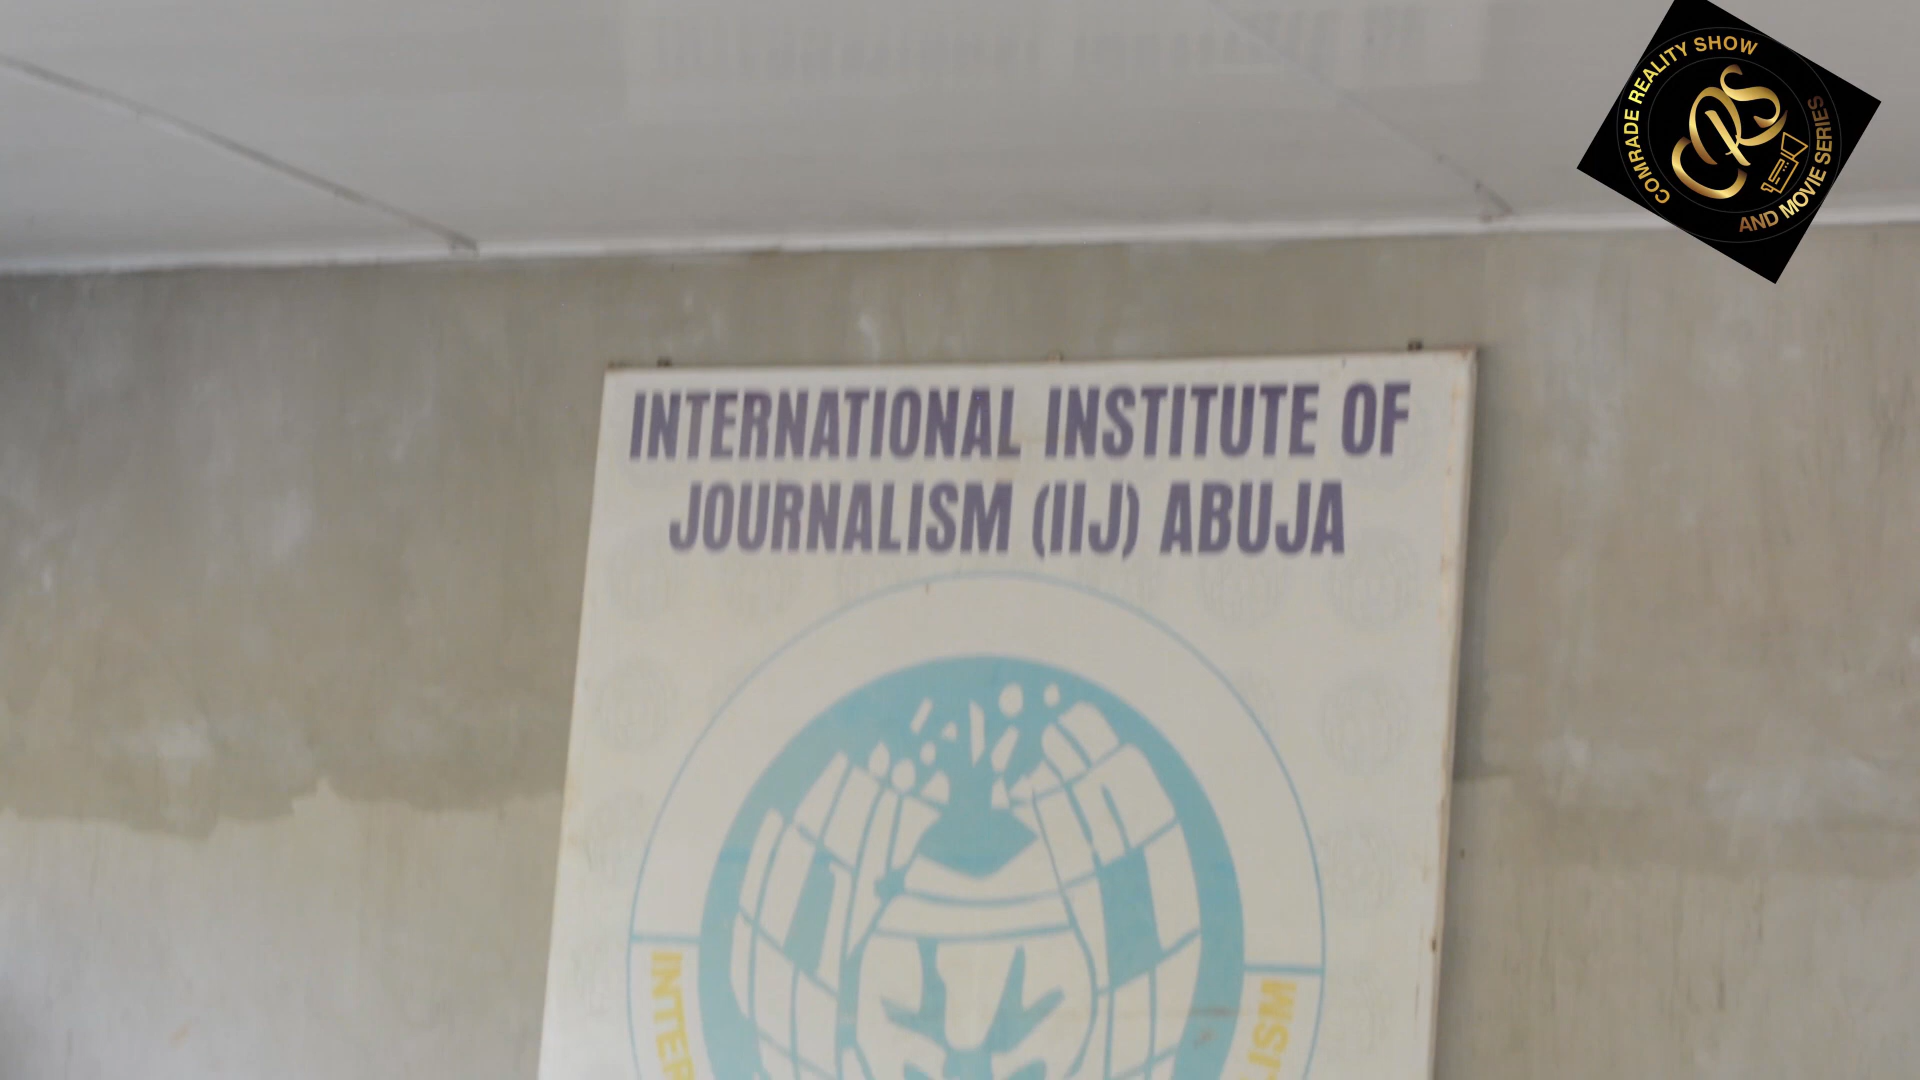 INTERNATIONAL INSTITUTE OF
JOURNALISM (IIJ) ABUJA
COMRADE REALITY SHOW
CRS
AND MOVIE SERIES